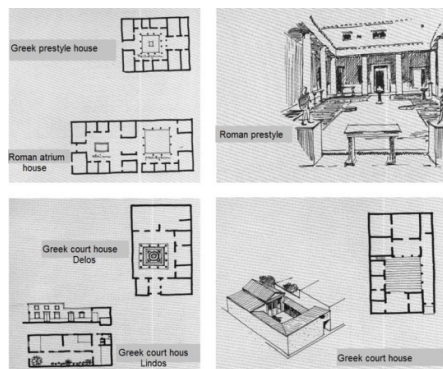 Greek prestyle house
Roman prestyle
Roman atrium
house
Greek court house
Delos
Greek court hous
Lindos
Greek court house